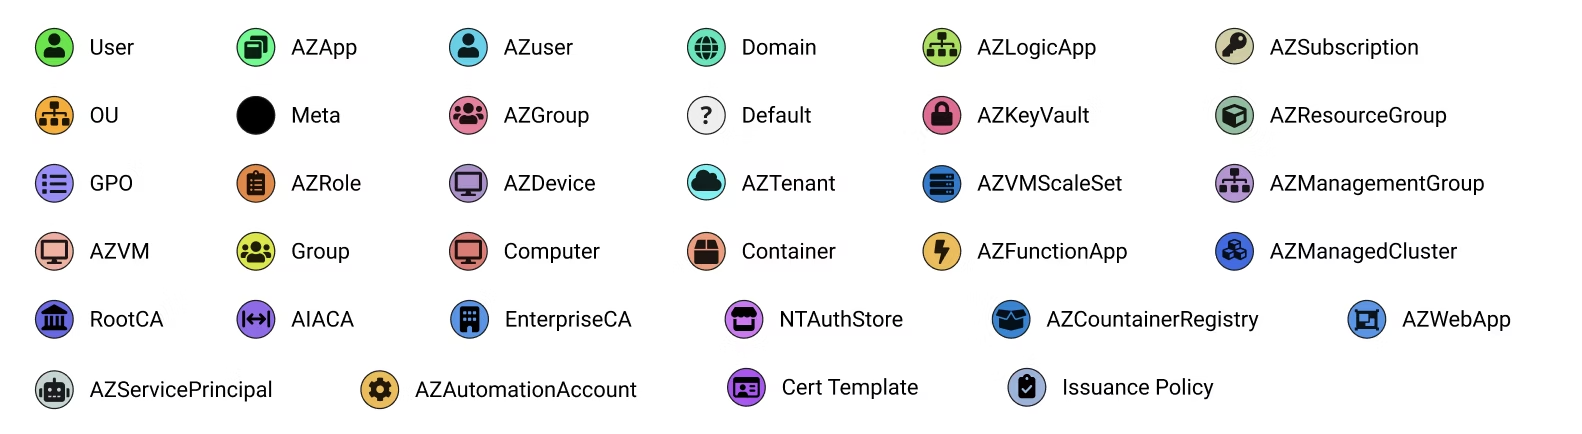 User AZApp AZuser Domain AZLogicApp AZSubscription
OU Meta AZGroup ? Default AZKeyVault AZResourceGroup
GPO AZRole AZDevice AZTenant AZVMScaleSet AZManagementGroup
AZVM Group Computer Container AZFunctionApp AZManagedCluster
RootCA AIACA EnterpriseCA NTAuthStore AZCountainerRegistry AZWebApp
AZServicePrincipal AZAutomationAccount Cert Template Issuance Policy